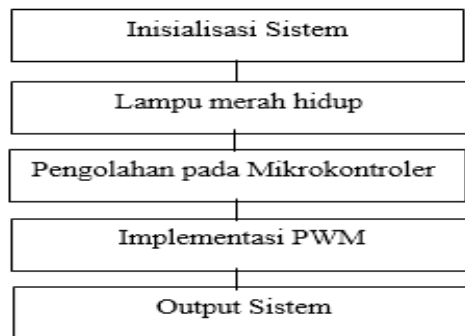 Inisialisasi Sistem
Lampu merah hidup
Pengolahan pada Mikrokontroler
Implementasi PWM
Output Sistem